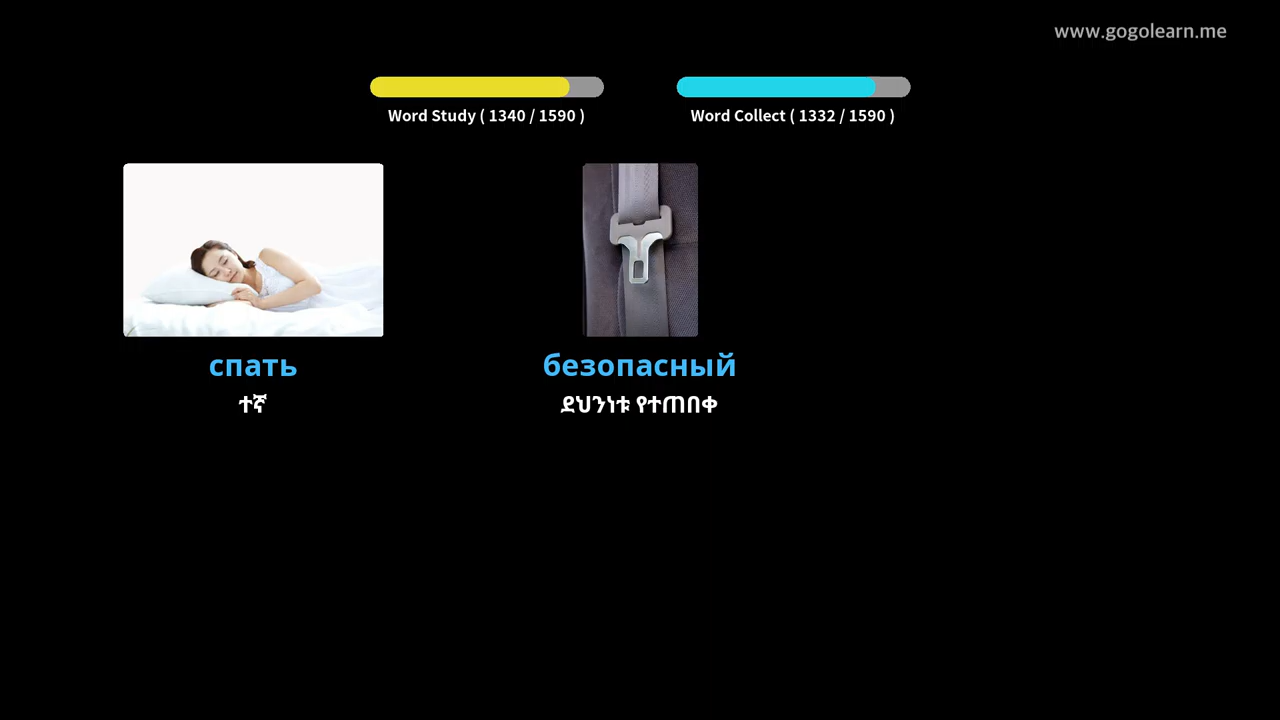 www.gogolearn.me
Word Study ( 1340 / 1590 )
Word Collect ( 1332 / 1590 )
спать
ተኛ
безопасный
ደህንነቱ የተጠበቀ